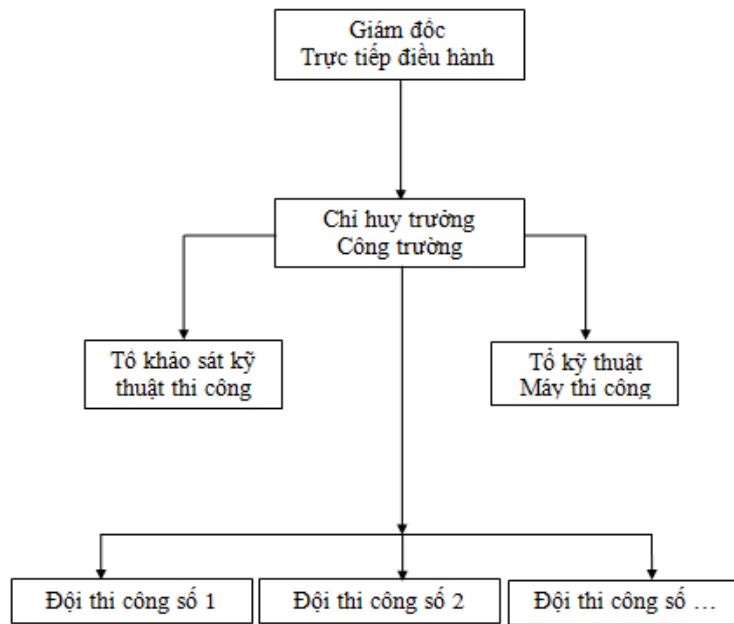 Giám đốc
Trực tiếp điều hành
Chỉ huy trưởng
Công trường
Tổ khảo sát kỹ
thuật thi công
Tổ kỹ thuật
Máy thi công
Đội thi công số 1
Đội thi công số 2
Đội thi công số ...